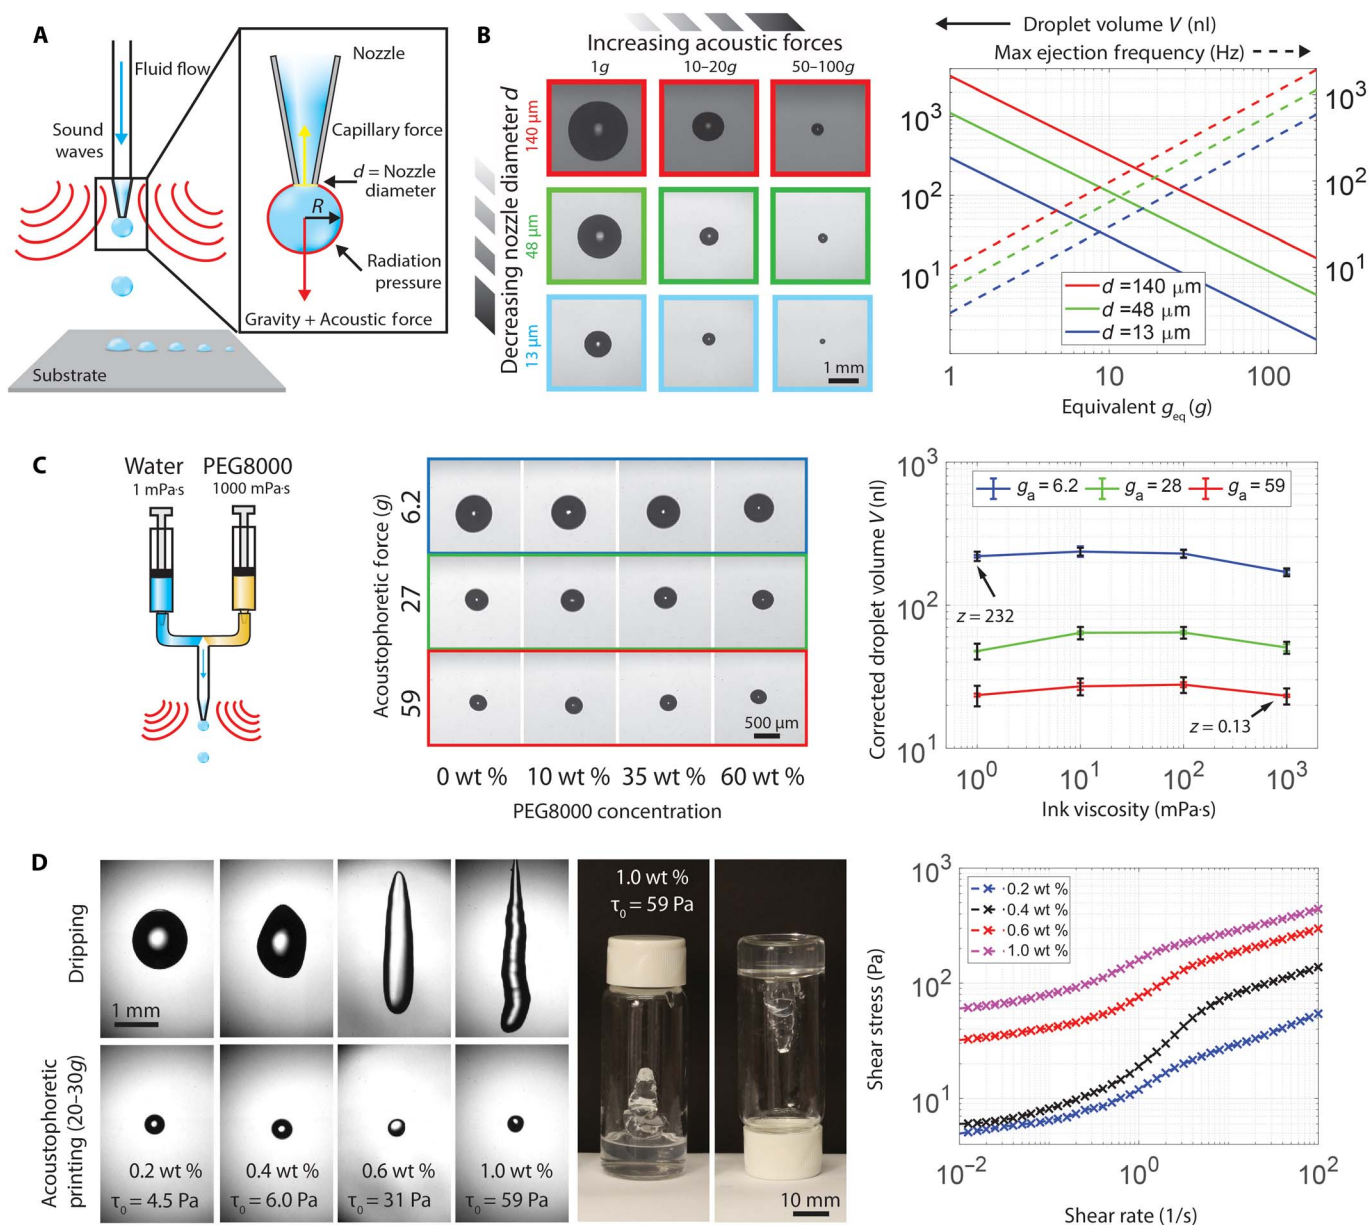 A
Fluid flow
Sound
waves
Substrate
Nozzle
Capillary force
d = Nozzle
diameter
R
Radiation
pressure
Gravity + Acoustic force
B
Increasing acoustic forces
1g
10–20g
50–100g
Decreasing nozzle diameter d
140 μm
48 μm
13 μm
1 mm
Droplet volume V (nl)
Max ejection frequency (Hz)
10³
10²
10¹
10³
10²
10¹
d =140 μm
d =48 μm
d =13 μm
1
10
100
Equivalent g_eq (g)
C
Water
1 mPa·s
PEG8000
1000 mPa·s
Acoustophoretic force (g)
6.2
27
59
500 μm
0 wt %
10 wt %
35 wt %
60 wt %
PEG8000 concentration
Corrected droplet volume V (nl)
10³
10²
10¹
g_a = 6.2
g_a = 28
g_a = 59
z = 232
z = 0.13
10⁰
10¹
10²
10³
Ink viscosity (mPa·s)
D
Dripping
1 mm
Acoustophoretic
printing (20–30g)
0.2 wt %
τ₀ = 4.5 Pa
0.4 wt %
τ₀ = 6.0 Pa
0.6 wt %
τ₀ = 31 Pa
1.0 wt %
τ₀ = 59 Pa
1.0 wt %
τ₀ = 59 Pa
10 mm
Shear stress (Pa)
10³
10²
10¹
0.2 wt %
0.4 wt %
0.6 wt %
1.0 wt %
10⁻²
10⁰
10²
Shear rate (1/s)